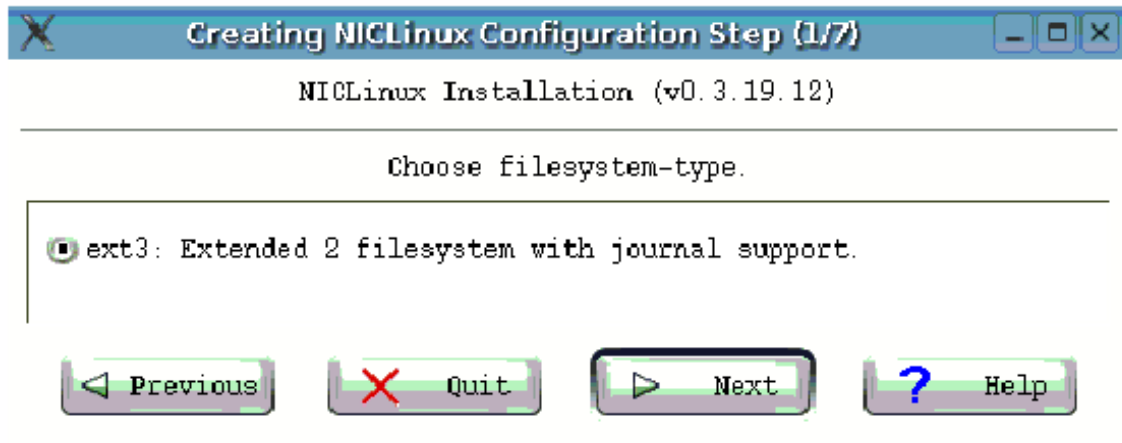 Creating NICLinux Configuration Step (1/7)
NICLinux Installation (v0.3.19.12)
Choose filesystem-type.
ext3: Extended 2 filesystem with journal support.
Previous Quit Next ? Help